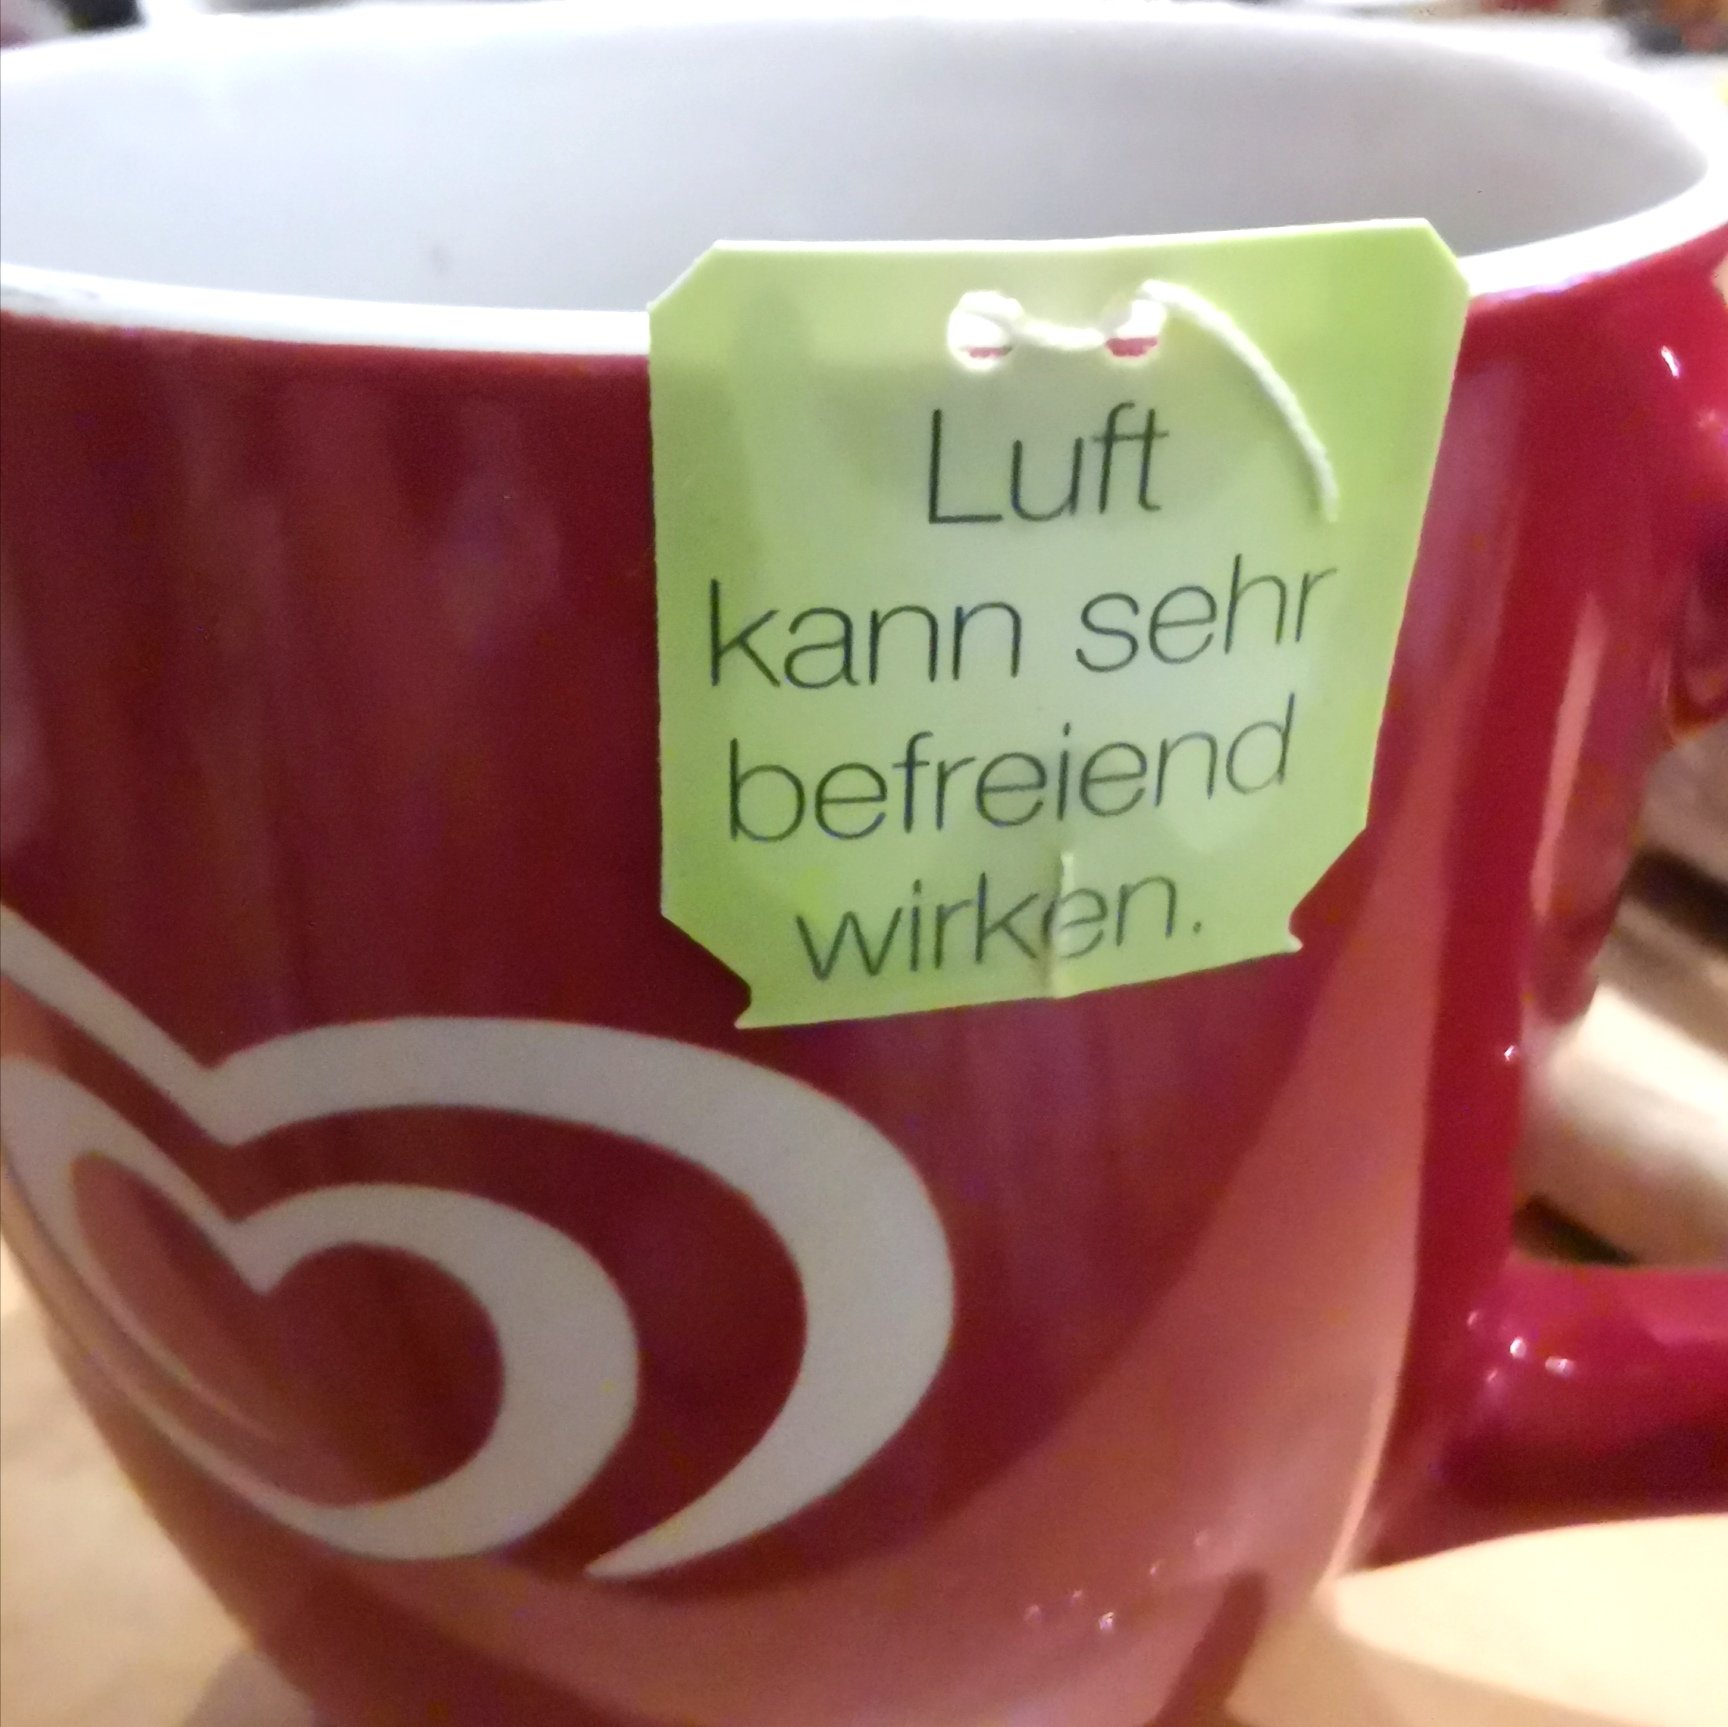 Luft
kann sehr
befreiend
wirken.